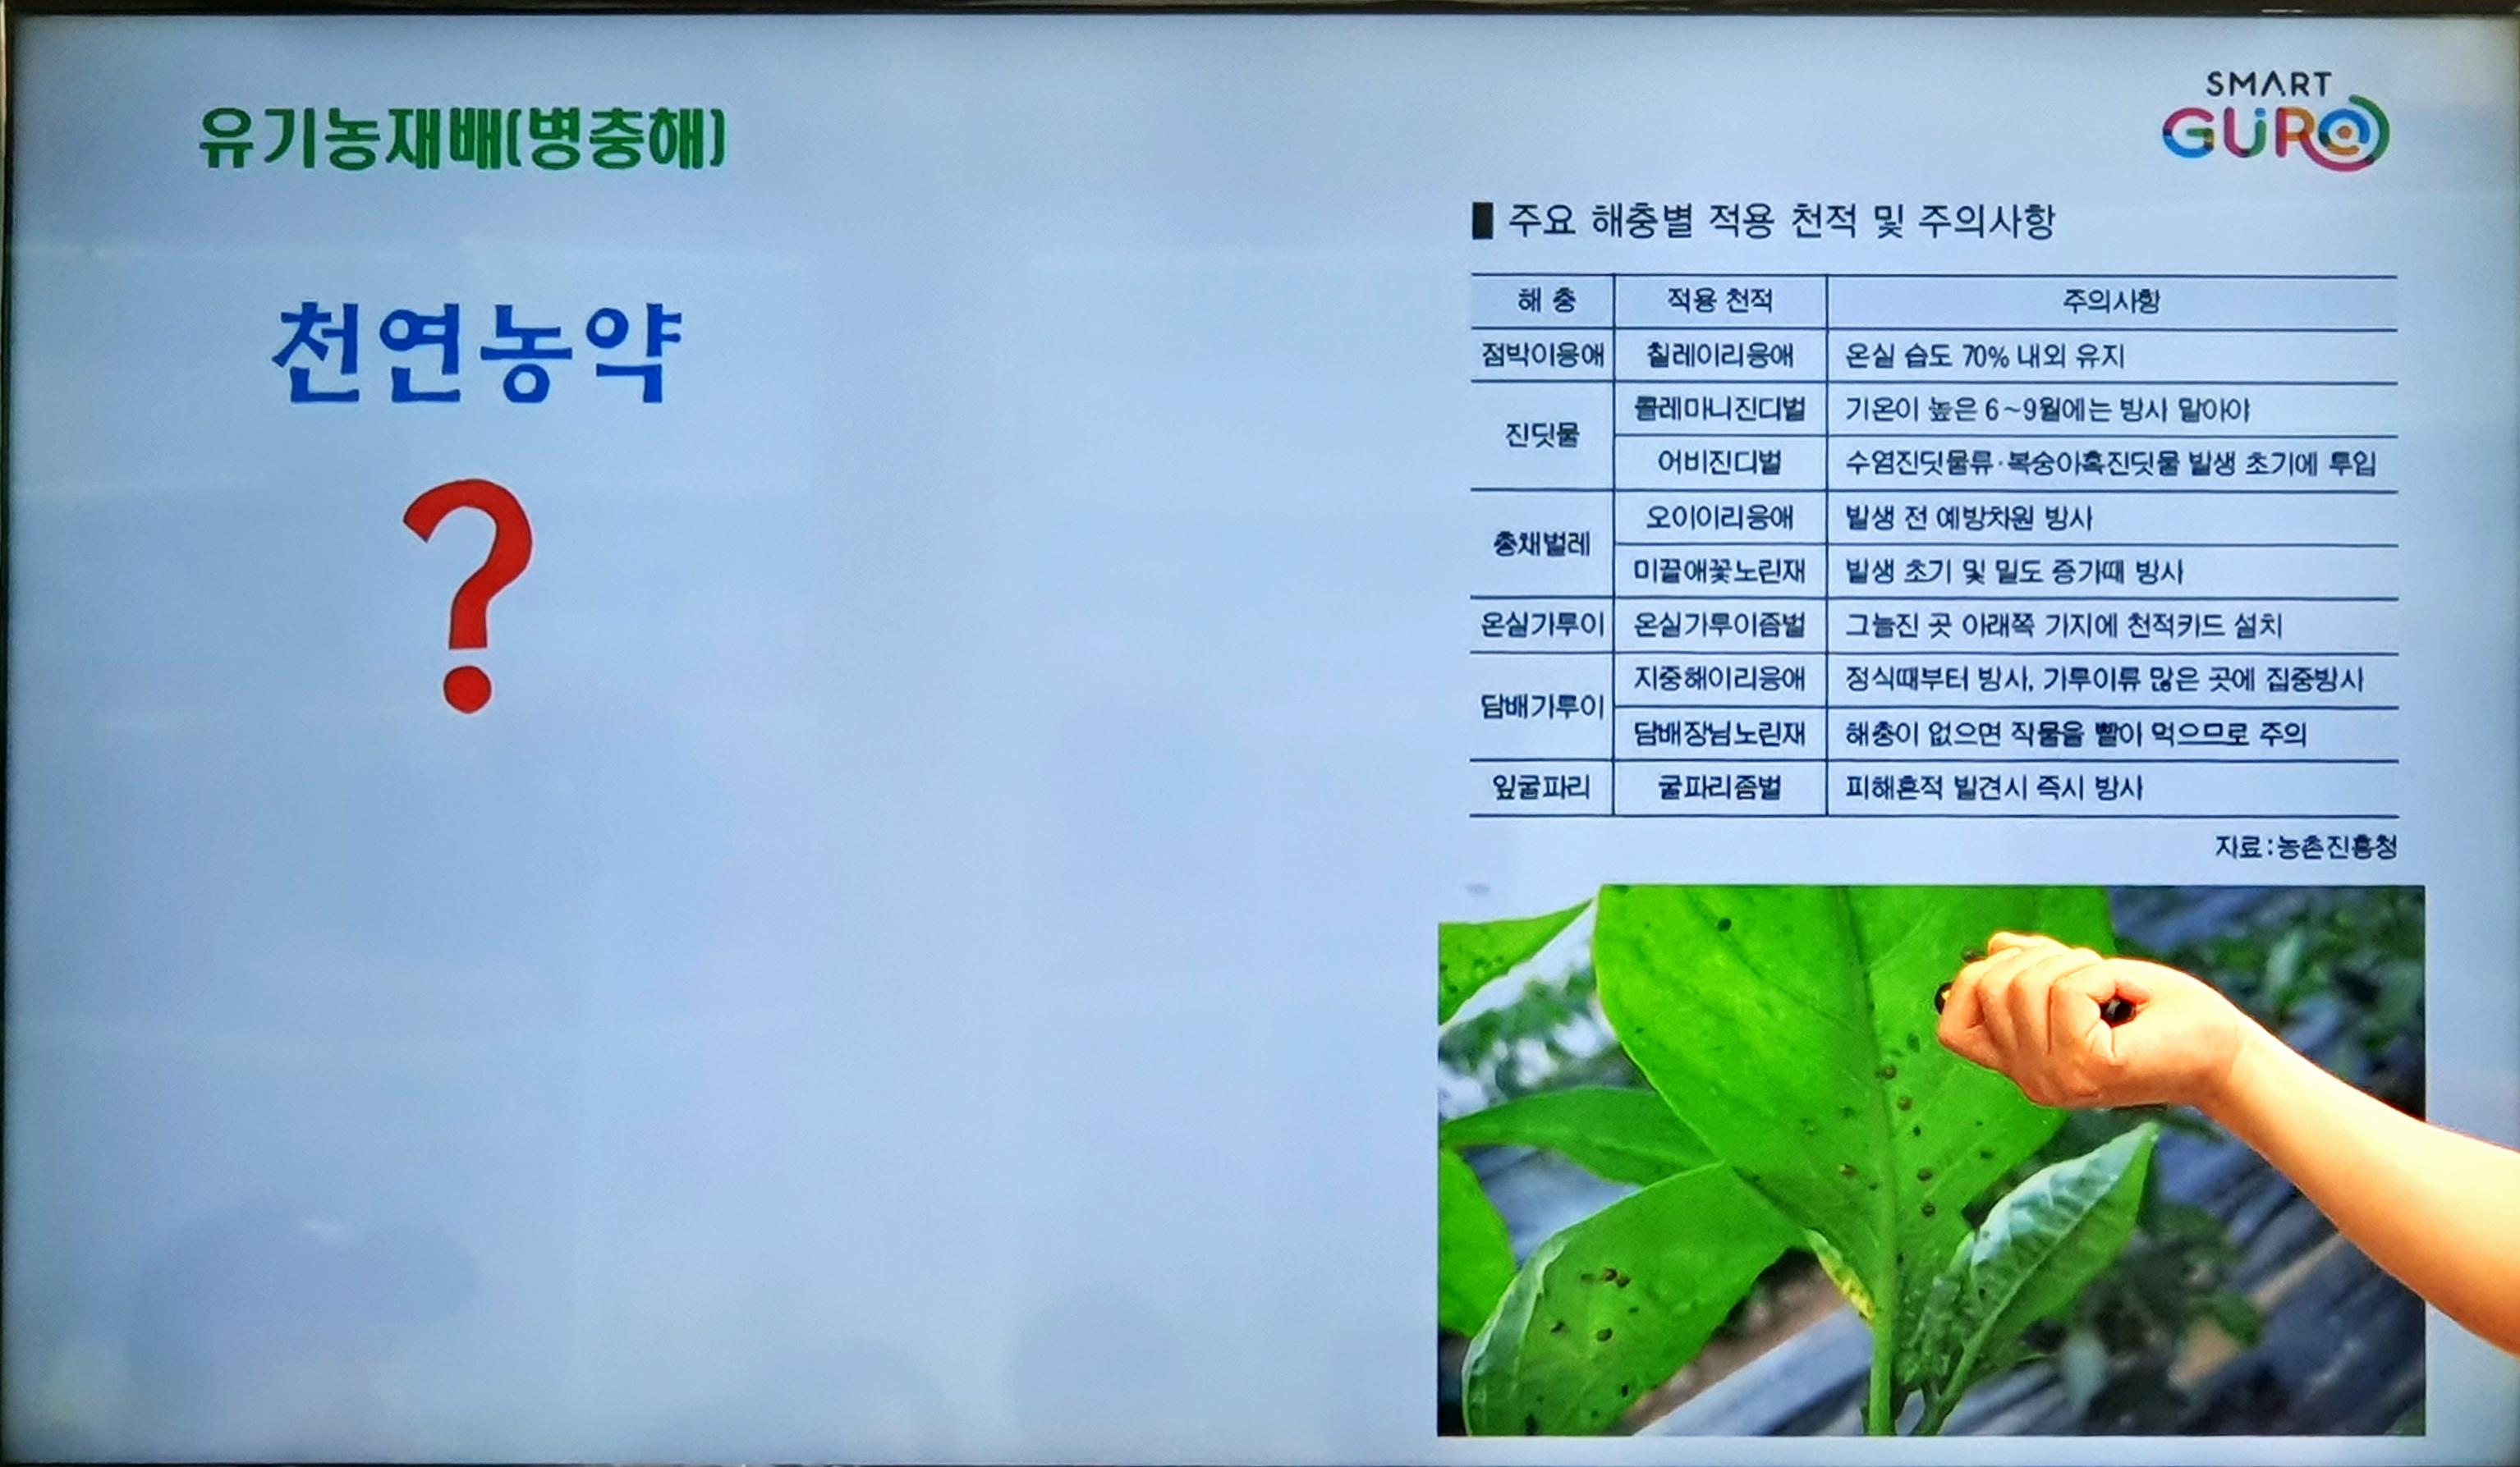 유기농재배(병충해)
SMART
GURO
천연농약
?
주요 해충별 적용 천적 및 주의사항
해 충 적용 천적 주의사항
점박이응애 칠레이리응애 온실 습도 70% 내외 유지
진딧물 콜레마니진디벌 기온이 높은 6~9월에는 방사 말아야
어비진디벌 수염진딧물류·복숭아혹진딧물 발생 초기에 투입
총채벌레 오이이리응애 발생 전 예방차원 방사
미끌애꽃노린재 발생 초기 및 밀도 증가때 방사
온실가루이 온실가루이좀벌 그늘진 곳 아래쪽 가지에 천적카드 설치
담배가루이 지중해이리응애 정식때부터 방사, 가루이류 많은 곳에 집중방사
담배장님노린재 해충이 없으면 작물을 빨아 먹으므로 주의
잎굴파리 굴파리좀벌 피해흔적 발견시 즉시 방사
자료:농촌진흥청